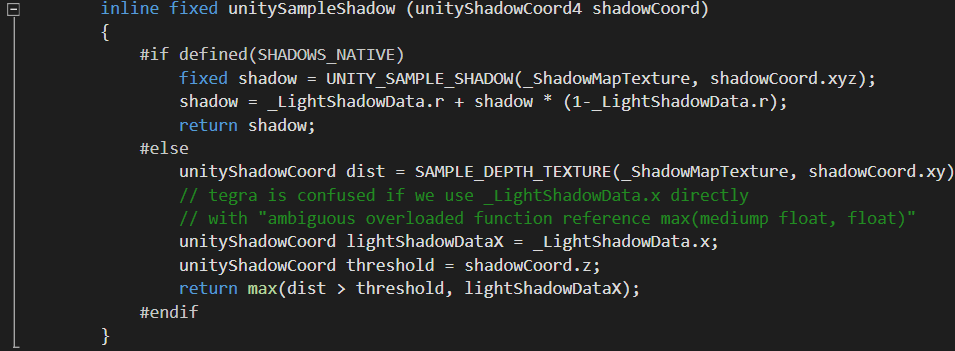 inline fixed unitySampleShadow (unityShadowCoord4 shadowCoord)
{
#if defined(SHADOWS_NATIVE)
fixed shadow = UNITY_SAMPLE_SHADOW(_ShadowMapTexture, shadowCoord.xyz);
shadow = _LightShadowData.r + shadow * (1-_LightShadowData.r);
return shadow;
#else
unityShadowCoord dist = SAMPLE_DEPTH_TEXTURE(_ShadowMapTexture, shadowCoord.xy)
// tegra is confused if we use _LightShadowData.x directly
// with "ambiguous overloaded function reference max(mediump float, float)"
unityShadowCoord lightShadowDataX = _LightShadowData.x;
unityShadowCoord threshold = shadowCoord.z;
return max(dist > threshold, lightShadowDataX);
#endif
}